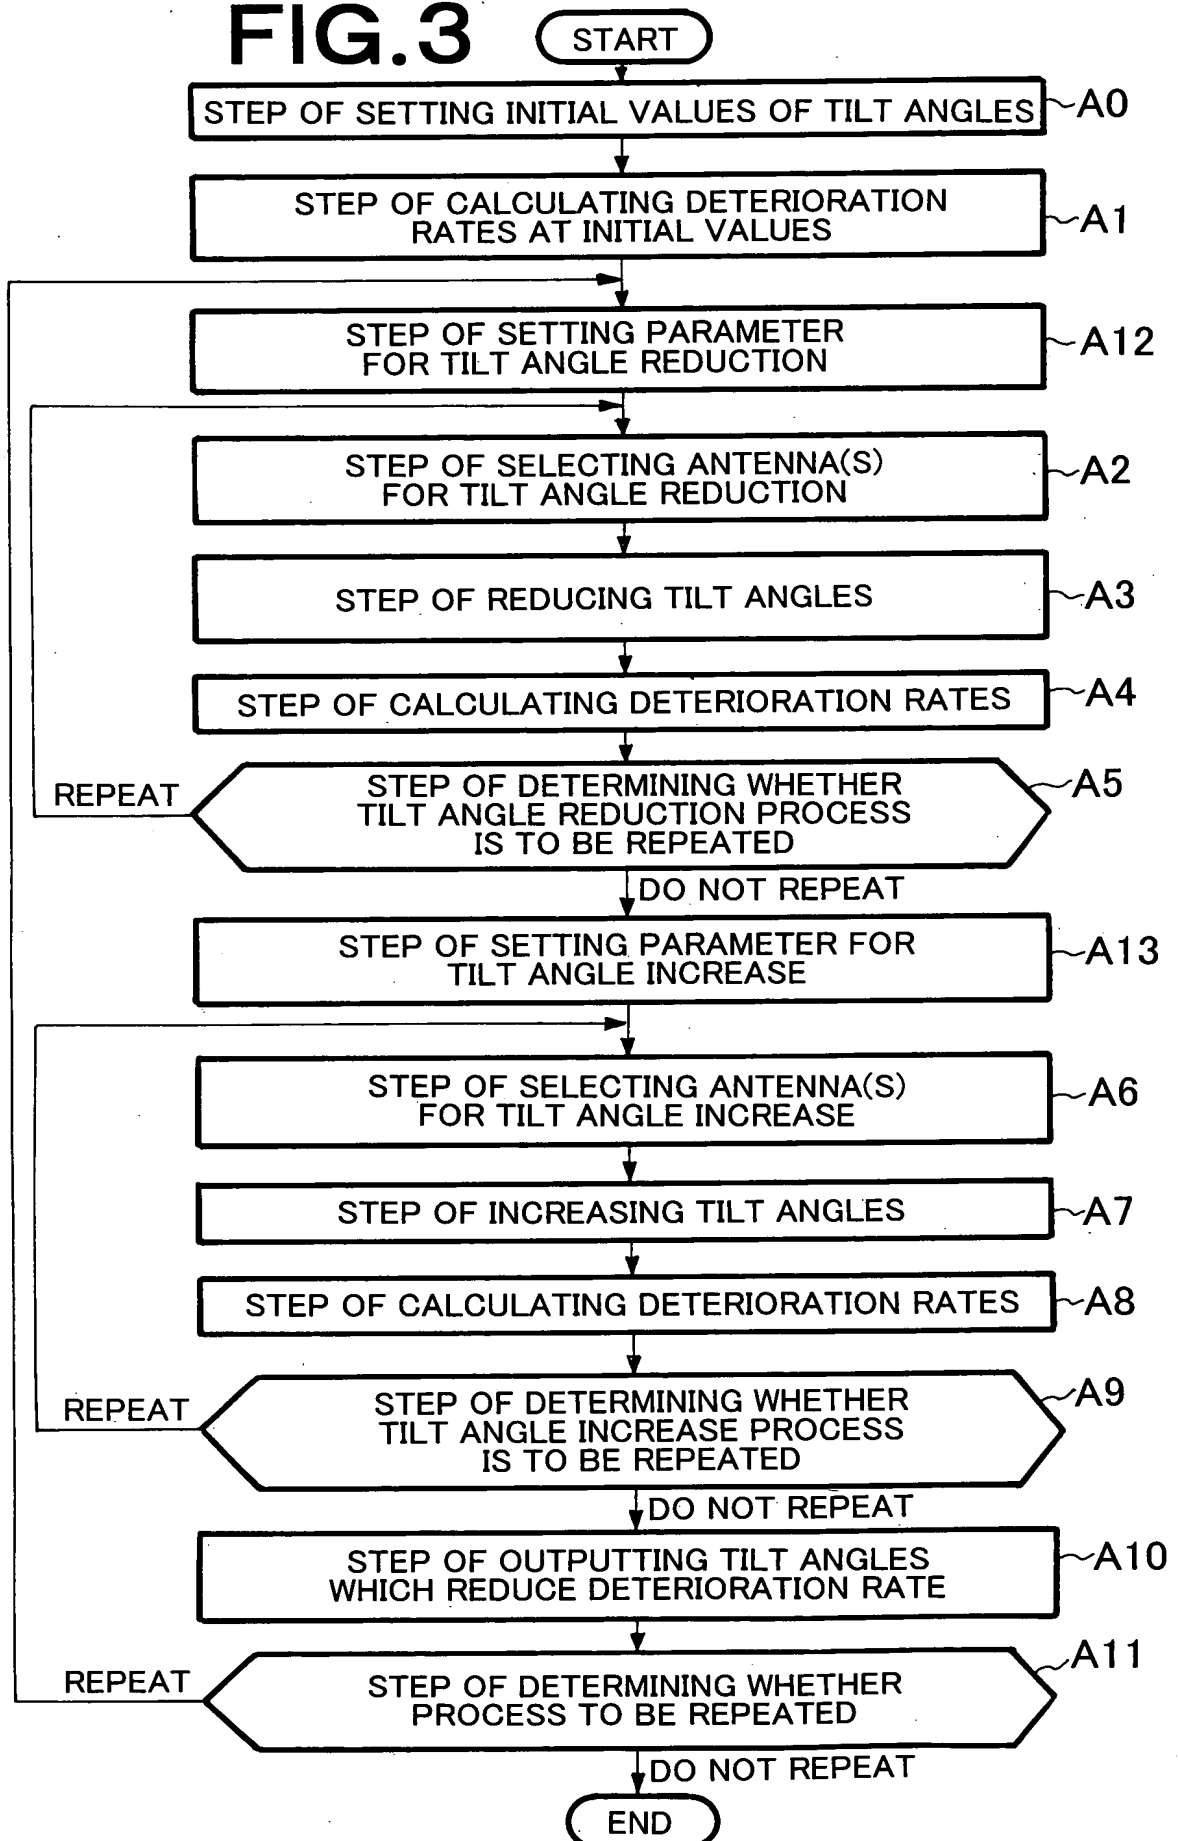 FIG.3
START
STEP OF SETTING INITIAL VALUES OF TILT ANGLES
A0
STEP OF CALCULATING DETERIORATION
RATES AT INITIAL VALUES
A1
STEP OF SETTING PARAMETER
FOR TILT ANGLE REDUCTION
A12
STEP OF SELECTING ANTENNA(S)
FOR TILT ANGLE REDUCTION
A2
STEP OF REDUCING TILT ANGLES
A3
STEP OF CALCULATING DETERIORATION RATES
A4
STEP OF DETERMINING WHETHER
TILT ANGLE REDUCTION PROCESS
IS TO BE REPEATED
A5
REPEAT
DO NOT REPEAT
STEP OF SETTING PARAMETER FOR
TILT ANGLE INCREASE
A13
STEP OF SELECTING ANTENNA(S)
FOR TILT ANGLE INCREASE
A6
STEP OF INCREASING TILT ANGLES
A7
STEP OF CALCULATING DETERIORATION RATES
A8
STEP OF DETERMINING WHETHER
TILT ANGLE INCREASE PROCESS
IS TO BE REPEATED
A9
REPEAT
DO NOT REPEAT
STEP OF OUTPUTTING TILT ANGLES
WHICH REDUCE DETERIORATION RATE
A10
STEP OF DETERMINING WHETHER
PROCESS TO BE REPEATED
A11
REPEAT
DO NOT REPEAT
END